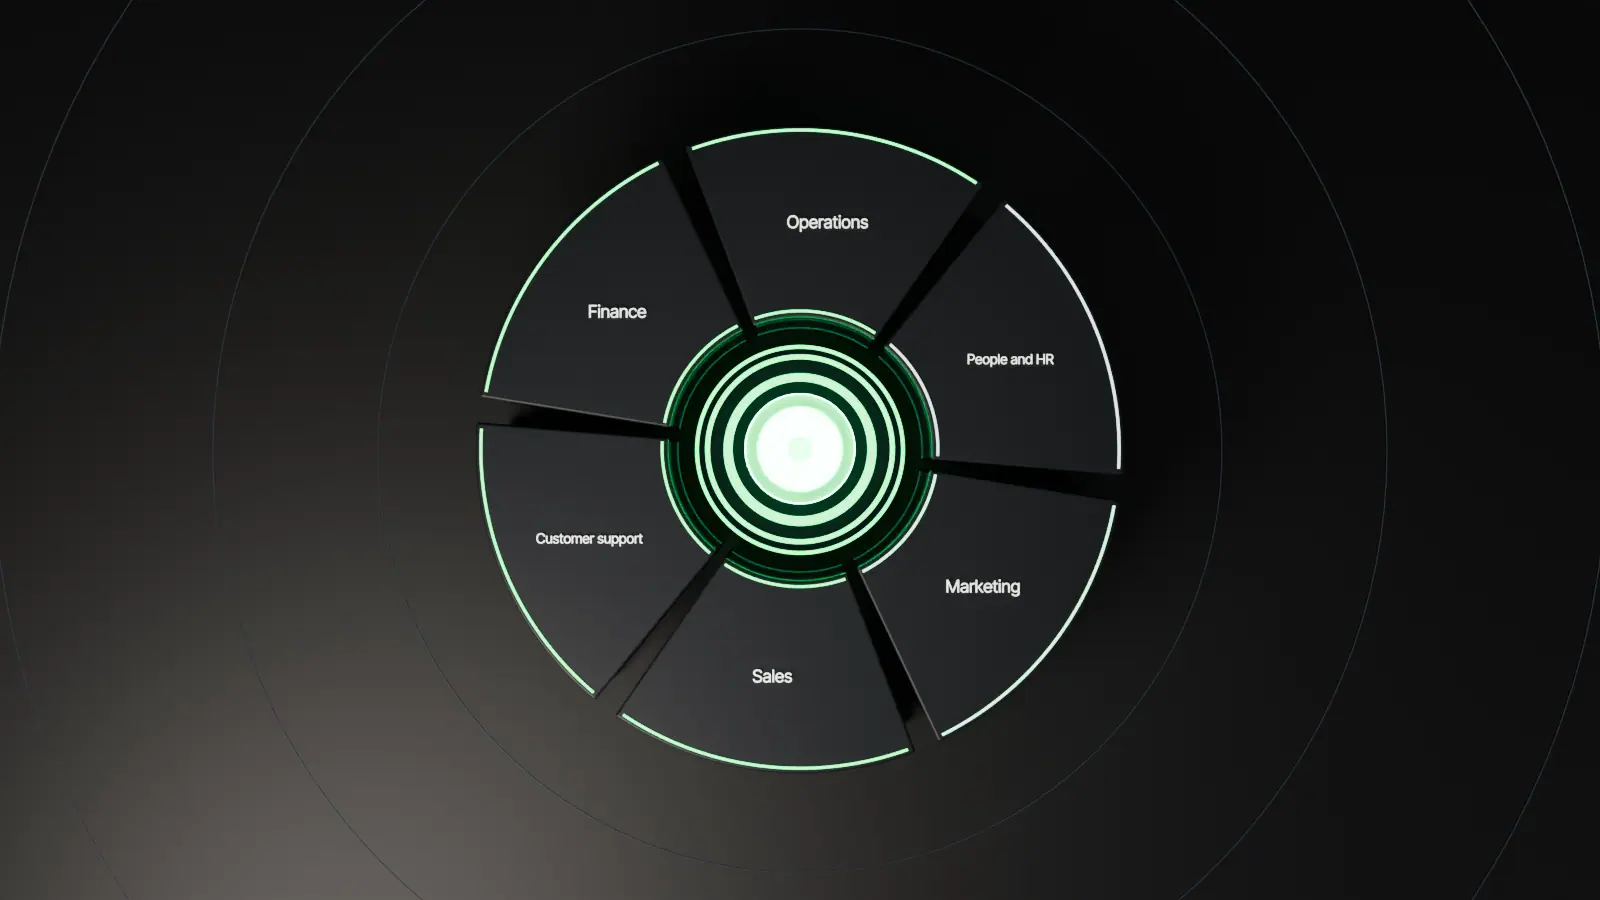 Operations
Finance
People and HR
Customer support
Marketing
Sales